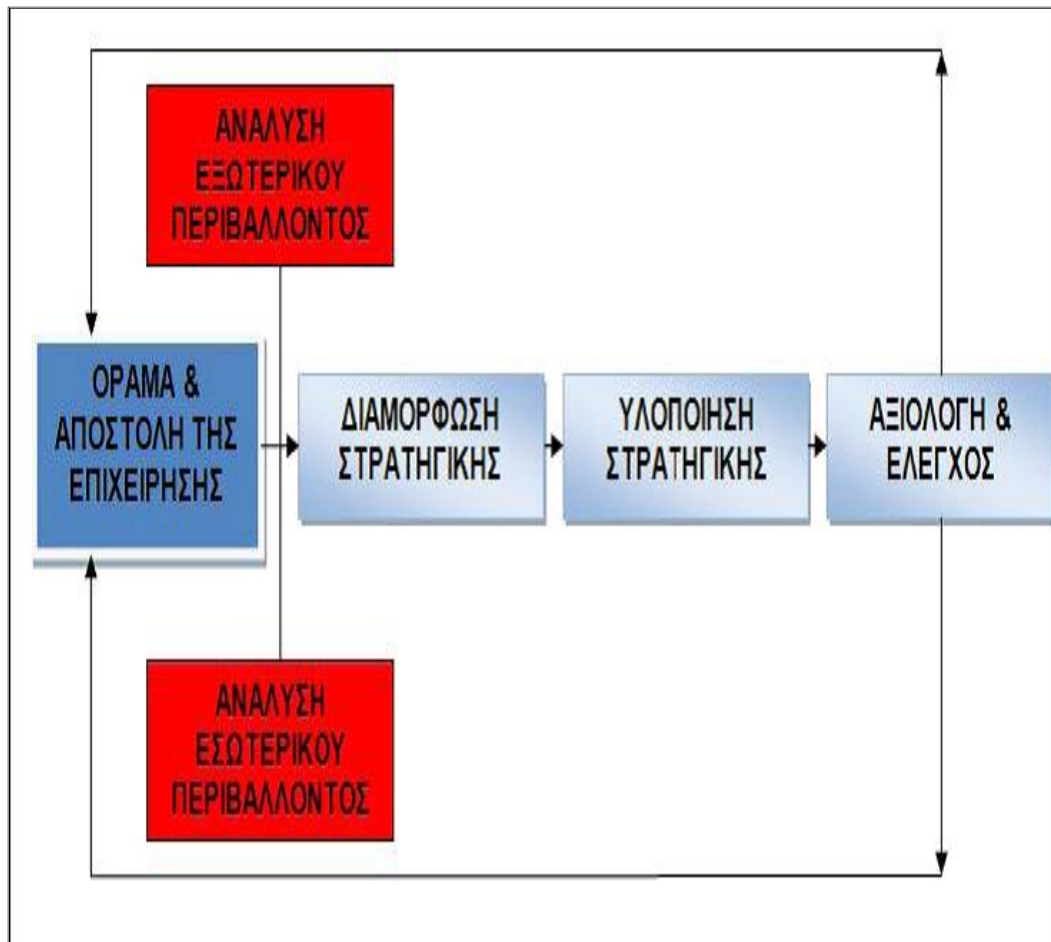 ΑΝΑΛΥΣΗ
ΕΞΩΤΕΡΙΚΟΥ
ΠΕΡΙΒΑΛΛΟΝΤΟΣ
ΟΡΑΜΑ &
ΑΠΟΣΤΟΛΗ ΤΗΣ
ΕΠΙΧΕΙΡΗΣΗΣ
ΔΙΑΜΟΡΦΩΣΗ
ΣΤΡΑΤΗΓΙΚΗΣ
ΥΛΟΠΟΙΗΣΗ
ΣΤΡΑΤΗΓΙΚΗΣ
ΑΞΙΟΛΟΓΗ &
ΕΛΕΓΧΟΣ
ΑΝΑΛΥΣΗ
ΕΣΩΤΕΡΙΚΟΥ
ΠΕΡΙΒΑΛΛΟΝΤΟΣ